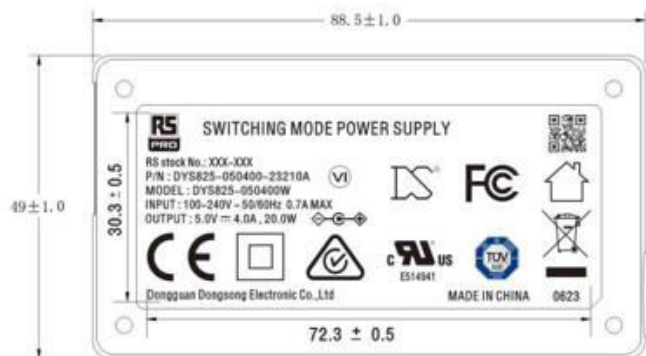 88.5±1.0
49±1.0
30.3 ± 0.5
RS
PRO
SWITCHING MODE POWER SUPPLY
RS stock No.: XXX-XXX
P/N : DYS825-050400-23210A
VI
MODEL : DYS825-050400W
INPUT : 100-240V ~ 50/60Hz 0.7A MAX
OUTPUT : 5.0V ⎓ 4.0A , 20.0W
FC
CE
c RU US
E514941
TÜV
SÜD
Dongguan Dongsong Electronic Co.,Ltd
MADE IN CHINA
0623
72.3 ± 0.5